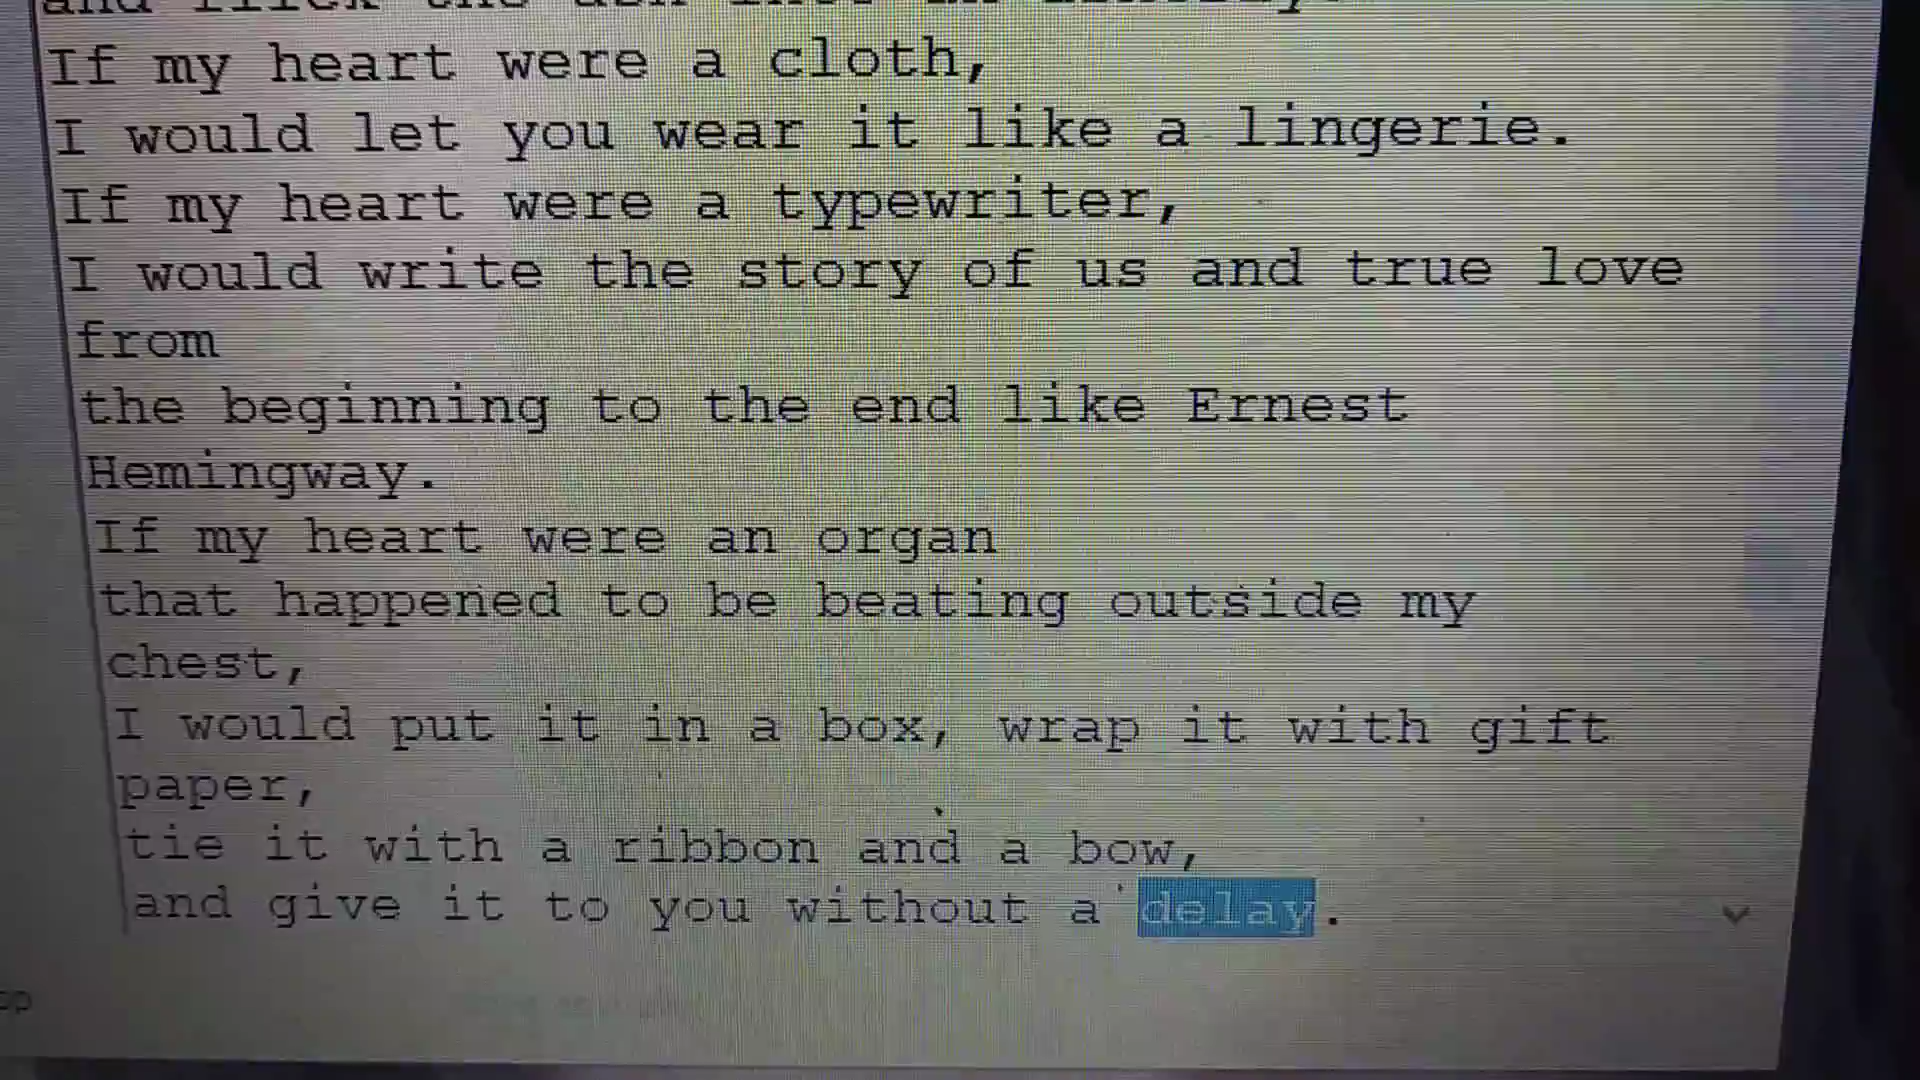 If my heart were a cloth,
I would let you wear it like a lingerie.
If my heart were a typewriter,
I would write the story of us and true love
from
the beginning to the end like Ernest
Hemingway.
If my heart were an organ
that happened to be beating outside my
chest,
I would put it in a box, wrap it with gift
paper,
tie it with a ribbon and a bow,
and give it to you without a delay.